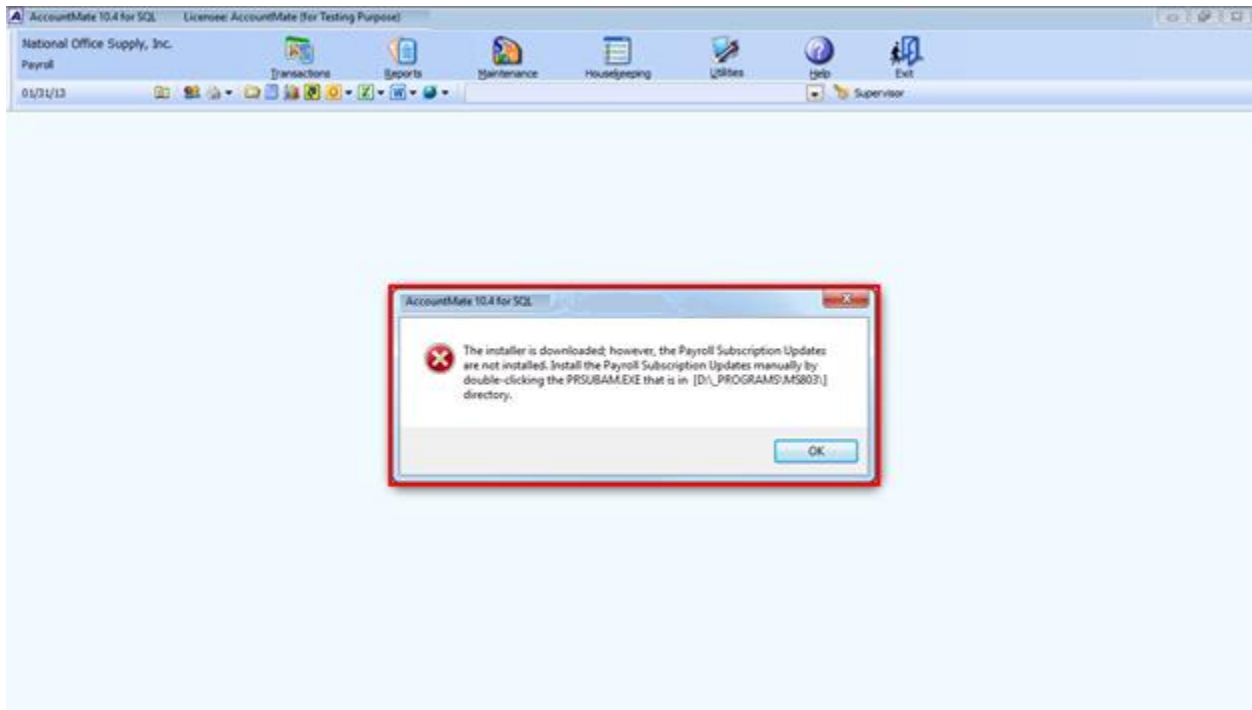 AccountMate 10.4 for SQL Licensee: AccountMate (for Testing Purpose)
National Office Supply, Inc.
Payroll
Transactions Reports Maintenance Housekeeping Utilities Help Exit
01/31/13 Supervisor
AccountMate 10.4 for SQL
The installer is downloaded; however, the Payroll Subscription Updates
are not installed. Install the Payroll Subscription Updates manually by
double-clicking the PRSUBAM.EXE that is in [D:\_PROGRAMS\MS803\]
directory.
OK